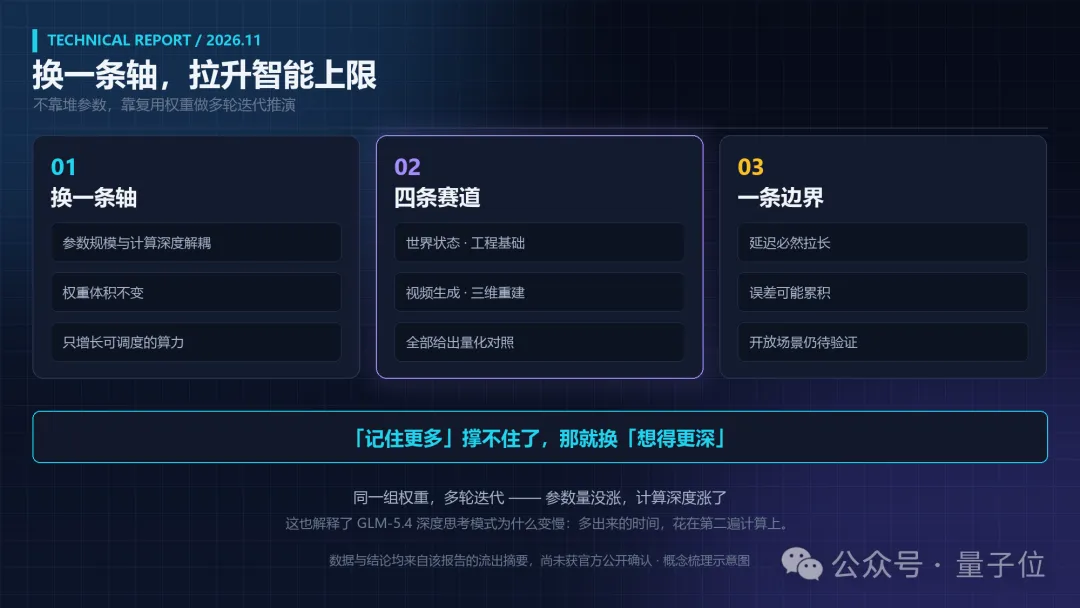 TECHNICAL REPORT / 2026.11
换一条轴，拉升智能上限
不靠堆参数，靠复用权重做多轮迭代推演
01
换一条轴
参数规模与计算深度解耦
权重体积不变
只增长可调度的算力
02
四条赛道
世界状态 · 工程基础
视频生成 · 三维重建
全部给出量化对照
03
一条边界
延迟必然拉长
误差可能累积
开放场景仍待验证
「记住更多」撑不住了，那就换「想得更深」
同一组权重，多轮迭代 —— 参数量没涨，计算深度涨了
这也解释了 GLM-5.4 深度思考模式为什么变慢：多出来的时间，花在第二遍计算上。
数据与结论均来自该报告的流出摘要，尚未获官方公开确认 · 概念梳理示意图
公众号 · 量子位